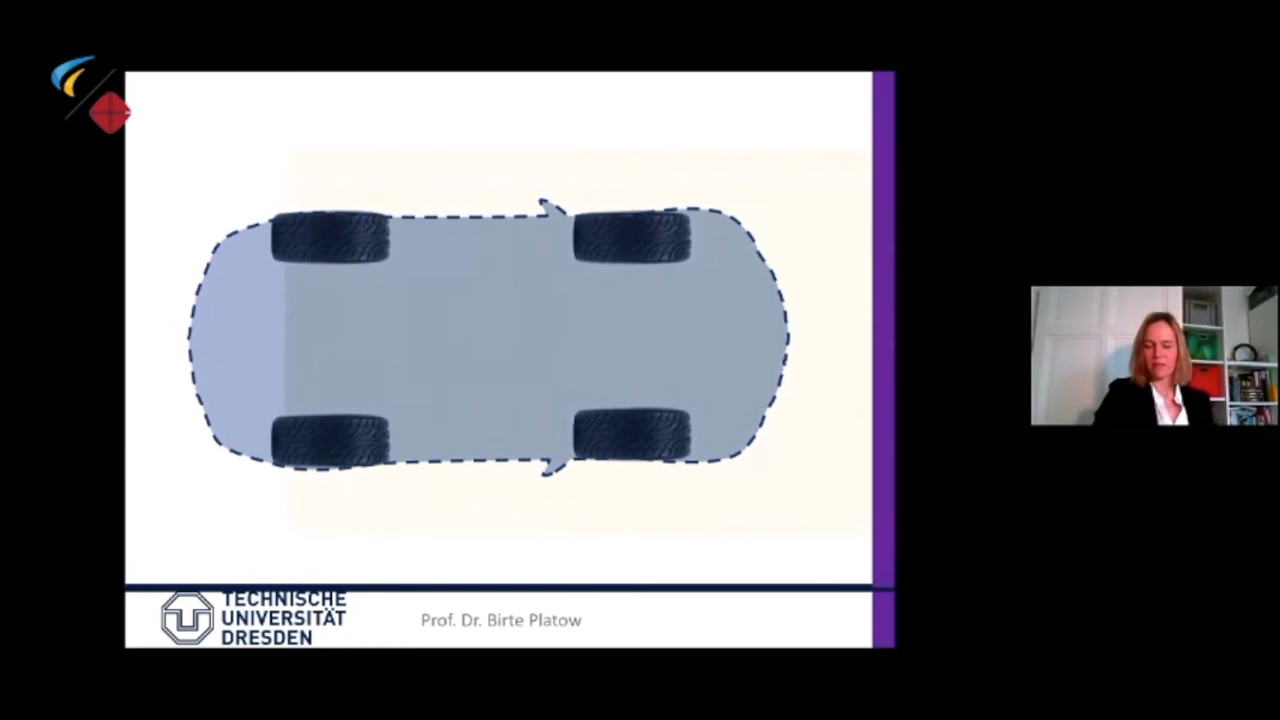 TECHNISCHE
UNIVERSITÄT
DRESDEN
Prof. Dr. Birte Platow